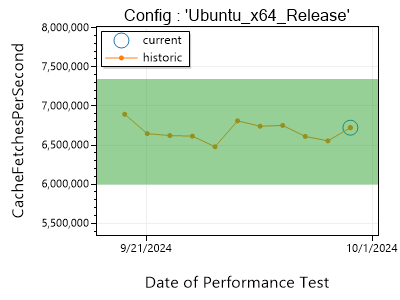 Config : 'Ubuntu_x64_Release'
current
historic
CacheFetchesPerSecond
8,000,000
7,500,000
7,000,000
6,500,000
6,000,000
5,500,000
9/21/2024
10/1/2024
Date of Performance Test